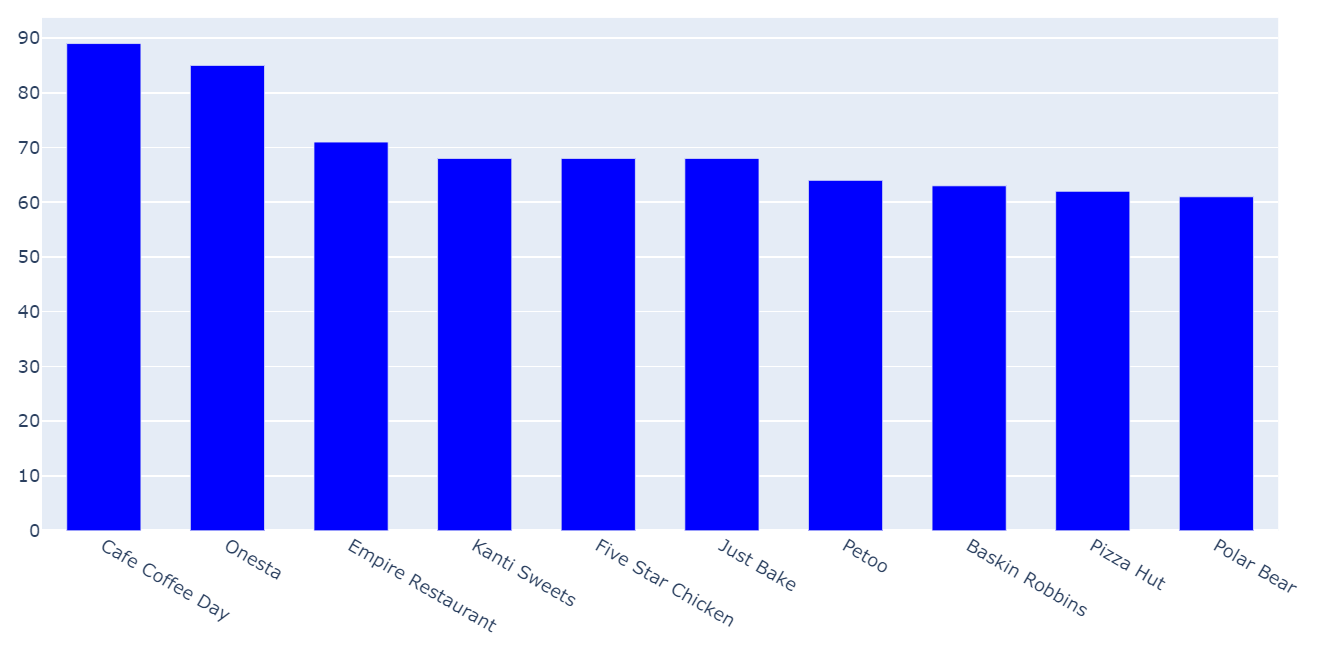 90
80
70
60
50
40
30
20
10
0
Cafe Coffee Day
Onesta
Empire Restaurant
Kanti Sweets
Five Star Chicken
Just Bake
Petoo
Baskin Robbins
Pizza Hut
Polar Bear